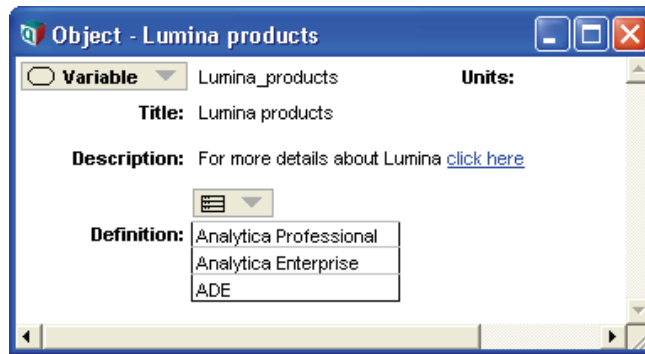 Object - Lumina products
Variable Lumina_products Units:
Title: Lumina products
Description: For more details about Lumina click here
Definition: Analytica Professional
Analytica Enterprise
ADE